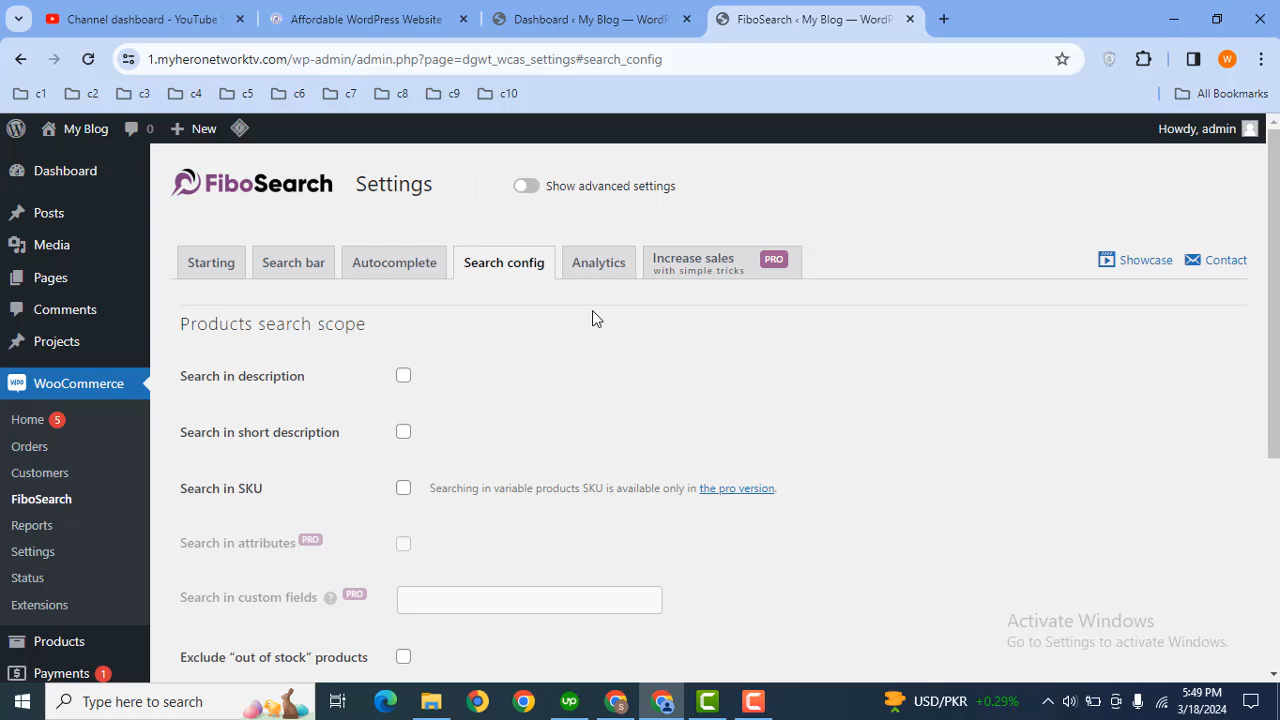 Channel dashboard - YouTube
Affordable WordPress Website
Dashboard ‹ My Blog — WordP
FiboSearch ‹ My Blog — WordP
1.myheronetworktv.com/wp-admin/admin.php?page=dgwt_wcas_settings#search_config
W
c1
c2
c3
c4
c5
c6
c7
c8
c9
c10
All Bookmarks
My Blog
0
New
Howdy, admin
Dashboard
Posts
Media
Pages
Comments
Projects
WooCommerce
Home 5
Orders
Customers
FiboSearch
Reports
Settings
Status
Extensions
Products
Payments 1
FiboSearch
Settings
Show advanced settings
Starting
Search bar
Autocomplete
Search config
Analytics
Increase sales PRO
with simple tricks
Showcase
Contact
Products search scope
Search in description
Search in short description
Search in SKU
Searching in variable products SKU is available only in the pro version.
Search in attributes PRO
Search in custom fields ? PRO
Exclude “out of stock” products
Activate Windows
Go to Settings to activate Windows.
Type here to search
USD/PKR +0.29%
5:49 PM
3/18/2024